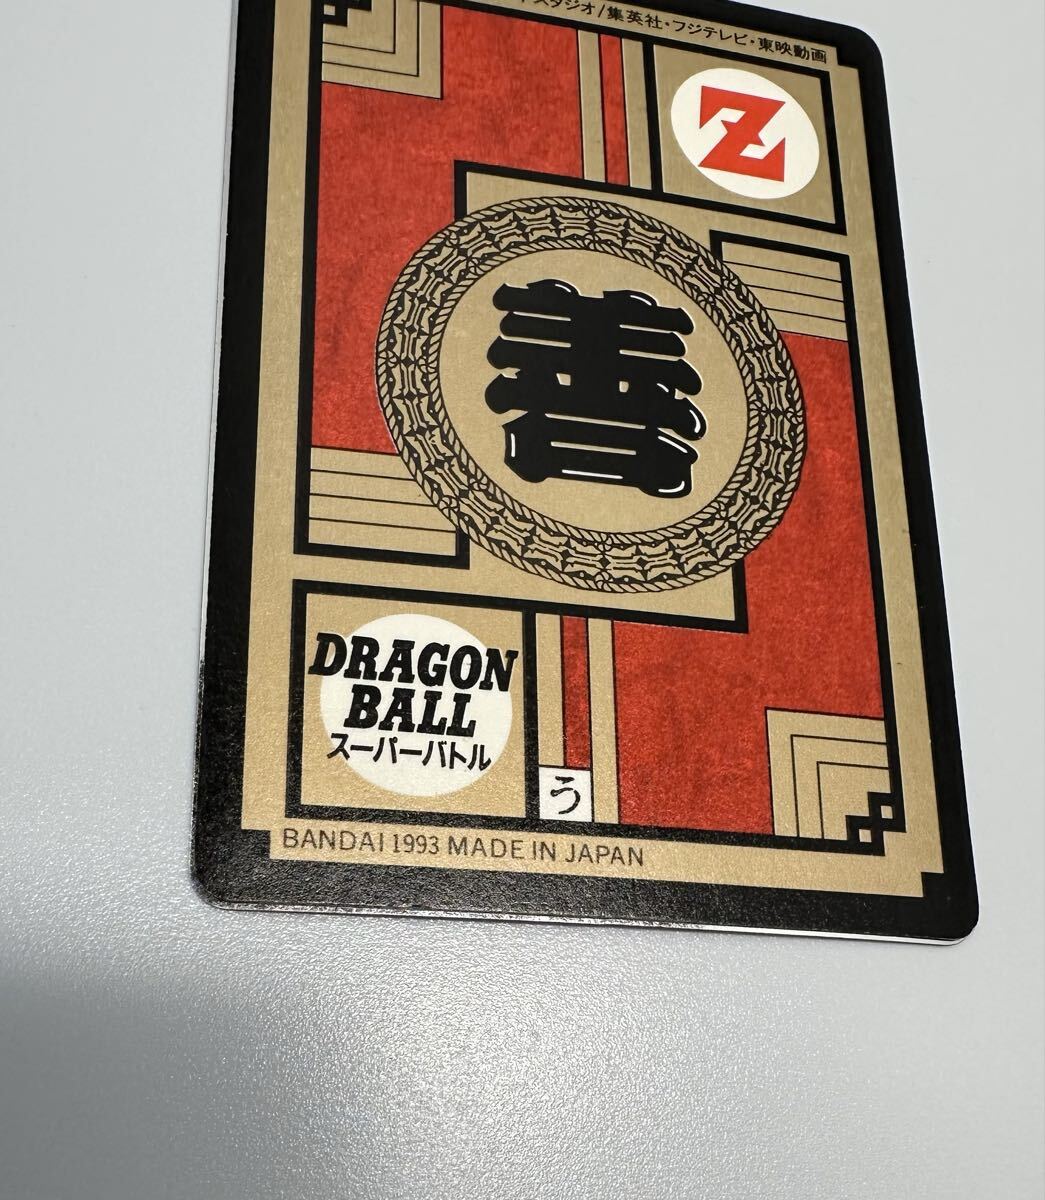 スタジオ/集英社・フジテレビ・東映動画
Z
善
DRAGON
BALL
スーパーバトル
う
BANDAI 1993 MADE IN JAPAN